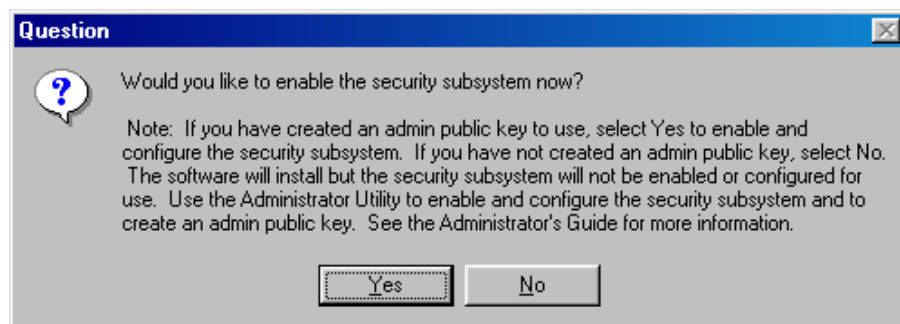 Question
Would you like to enable the security subsystem now?
Note: If you have created an admin public key to use, select Yes to enable and
configure the security subsystem. If you have not created an admin public key, select No.
The software will install but the security subsystem will not be enabled or configured for
use. Use the Administrator Utility to enable and configure the security subsystem and to
create an admin public key. See the Administrator's Guide for more information.
Yes No